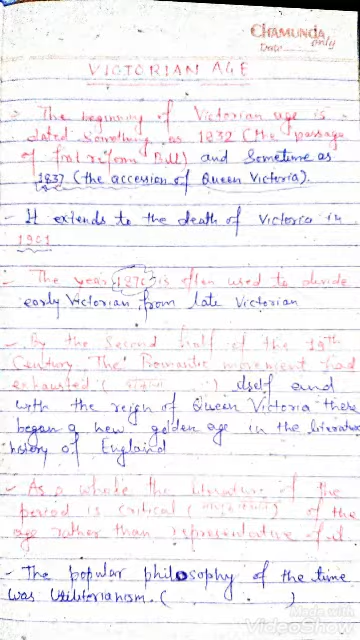 CHAMUNDA
Date only
VICTORIAN AGE
- The beginning of Victorian age is
dated something as 1832 (the passage
of first reform Bill) and Sometime as
1837 (the accession of Queen Victoria).
- It extends to the death of Victoria in
1901
- The year 1870 is often used to divide
early Victorian from late Victorian
- By the second half of the 19th
Century The Romantic movement had
exhausted ( ) itself and
with the reign of Queen Victoria there
began a new golden age in the literature
history of England
- As a whole the literature of the
period is critical ( ) of the
age rather than representative of it.
- The popular philosophy of the time
was Utilitarianism. ( )
Made with
VivaVideo